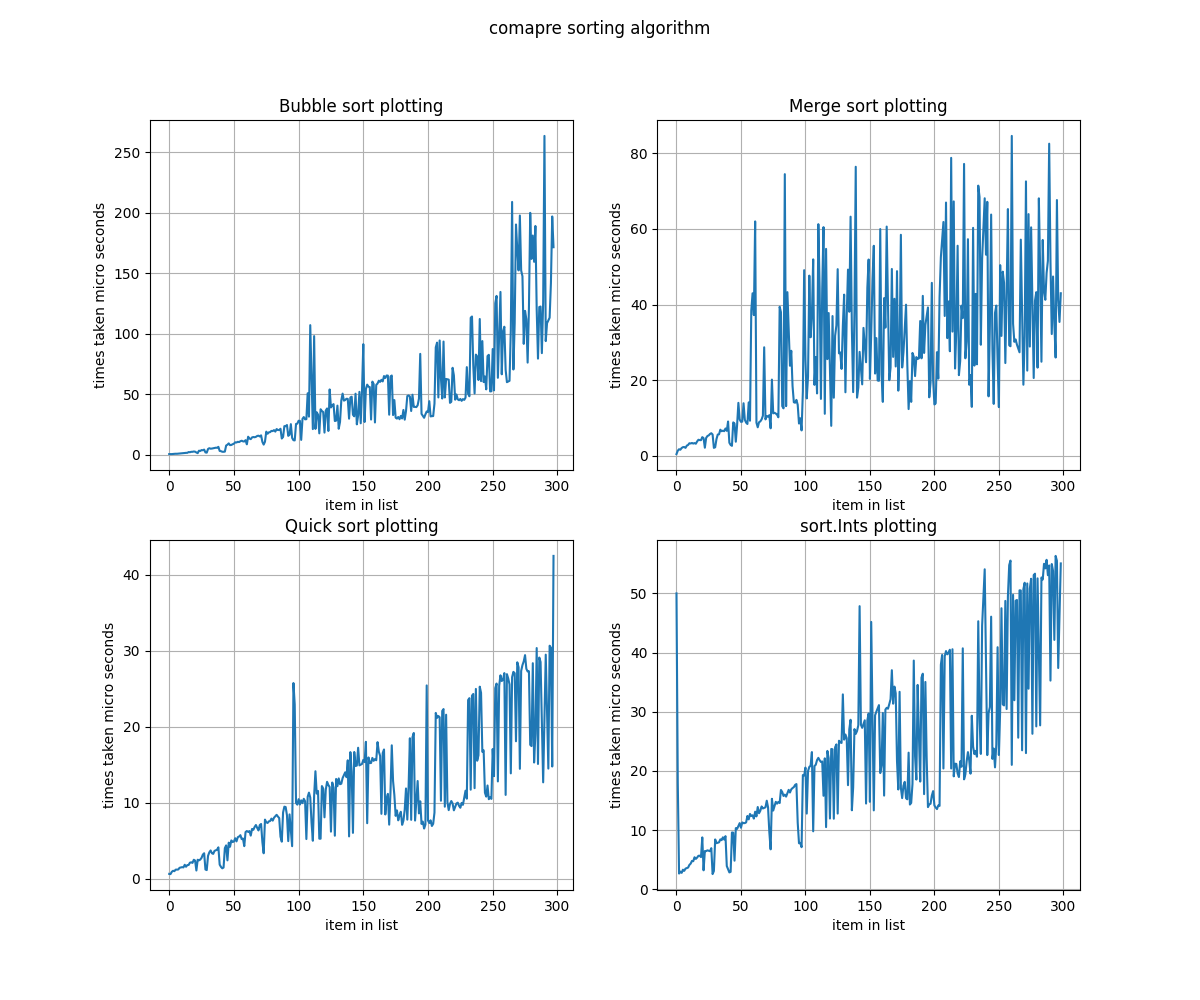 comapre sorting algorithm
Bubble sort plotting
times taken micro seconds
250
200
150
100
50
0
0 50 100 150 200 250 300
item in list
Merge sort plotting
times taken micro seconds
80
60
40
20
0
0 50 100 150 200 250 300
item in list
Quick sort plotting
times taken micro seconds
40
30
20
10
0
0 50 100 150 200 250 300
item in list
sort.Ints plotting
times taken micro seconds
50
40
30
20
10
0
0 50 100 150 200 250 300
item in list